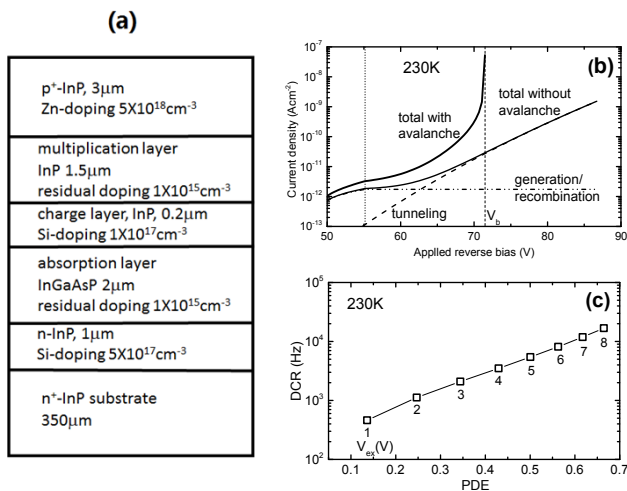 (a)
p⁺-InP, 3μm
Zn-doping 5X10¹⁸cm⁻³
multiplication layer
InP 1.5μm
residual doping 1X10¹⁵cm⁻³
charge layer, InP, 0.2μm
Si-doping 1X10¹⁷cm⁻³
absorption layer
InGaAsP 2μm
residual doping 1X10¹⁵cm⁻³
n-InP, 1μm
Si-doping 5X10¹⁷cm⁻³
n⁺-InP substrate
350μm
(b)
230K
total with
avalanche
total without
avalanche
generation/
recombination
tunneling
V_b
Current density (Acm⁻²)
10⁻⁷
10⁻⁸
10⁻⁹
10⁻¹⁰
10⁻¹¹
10⁻¹²
10⁻¹³
50 60 70 80 90
Applied reverse bias (V)
(c)
230K
DCR (Hz)
10⁵
10⁴
10³
10²
1 2 3 4 5 6 7 8
V_ex(V)
0.1 0.2 0.3 0.4 0.5 0.6 0.7
PDE